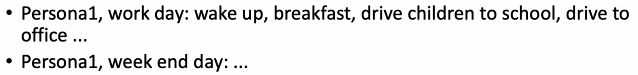 • Persona1, work day: wake up, breakfast, drive children to school, drive to
office ...
• Persona1, week end day: ...